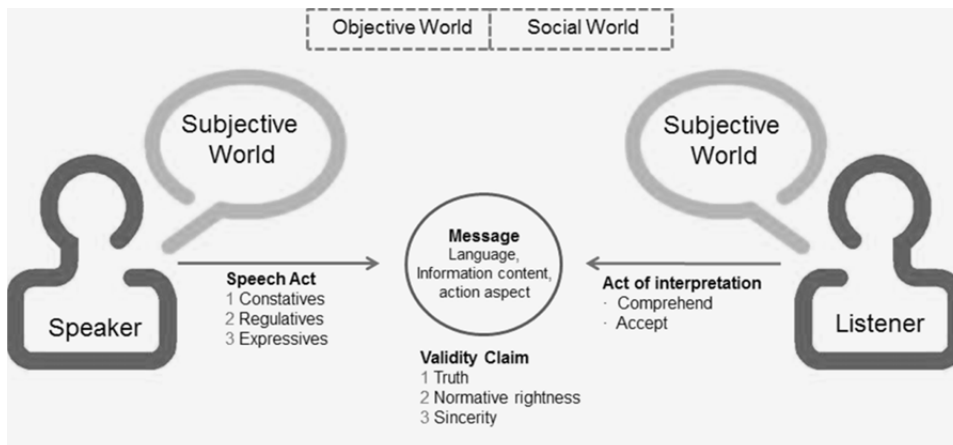 Objective World
Social World
Subjective
World
Subjective
World
Message
Language,
Information content,
action aspect
Speech Act
1 Constatives
2 Regulatives
3 Expressives
Act of interpretation
· Comprehend
· Accept
Speaker
Listener
Validity Claim
1 Truth
2 Normative rightness
3 Sincerity